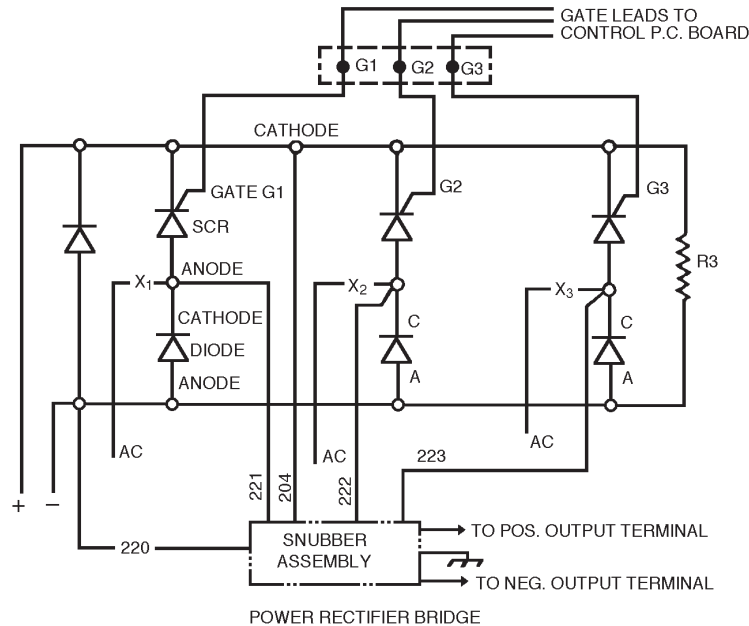 GATE LEADS TO
CONTROL P.C. BOARD
G1 G2 G3
CATHODE
GATE G1
G2
G3
SCR
R3
ANODE
X1
X2
X3
CATHODE
C
C
DIODE
ANODE
A
A
AC
AC
AC
223
221
204
222
+
–
220
SNUBBER
ASSEMBLY
TO POS. OUTPUT TERMINAL
TO NEG. OUTPUT TERMINAL
POWER RECTIFIER BRIDGE